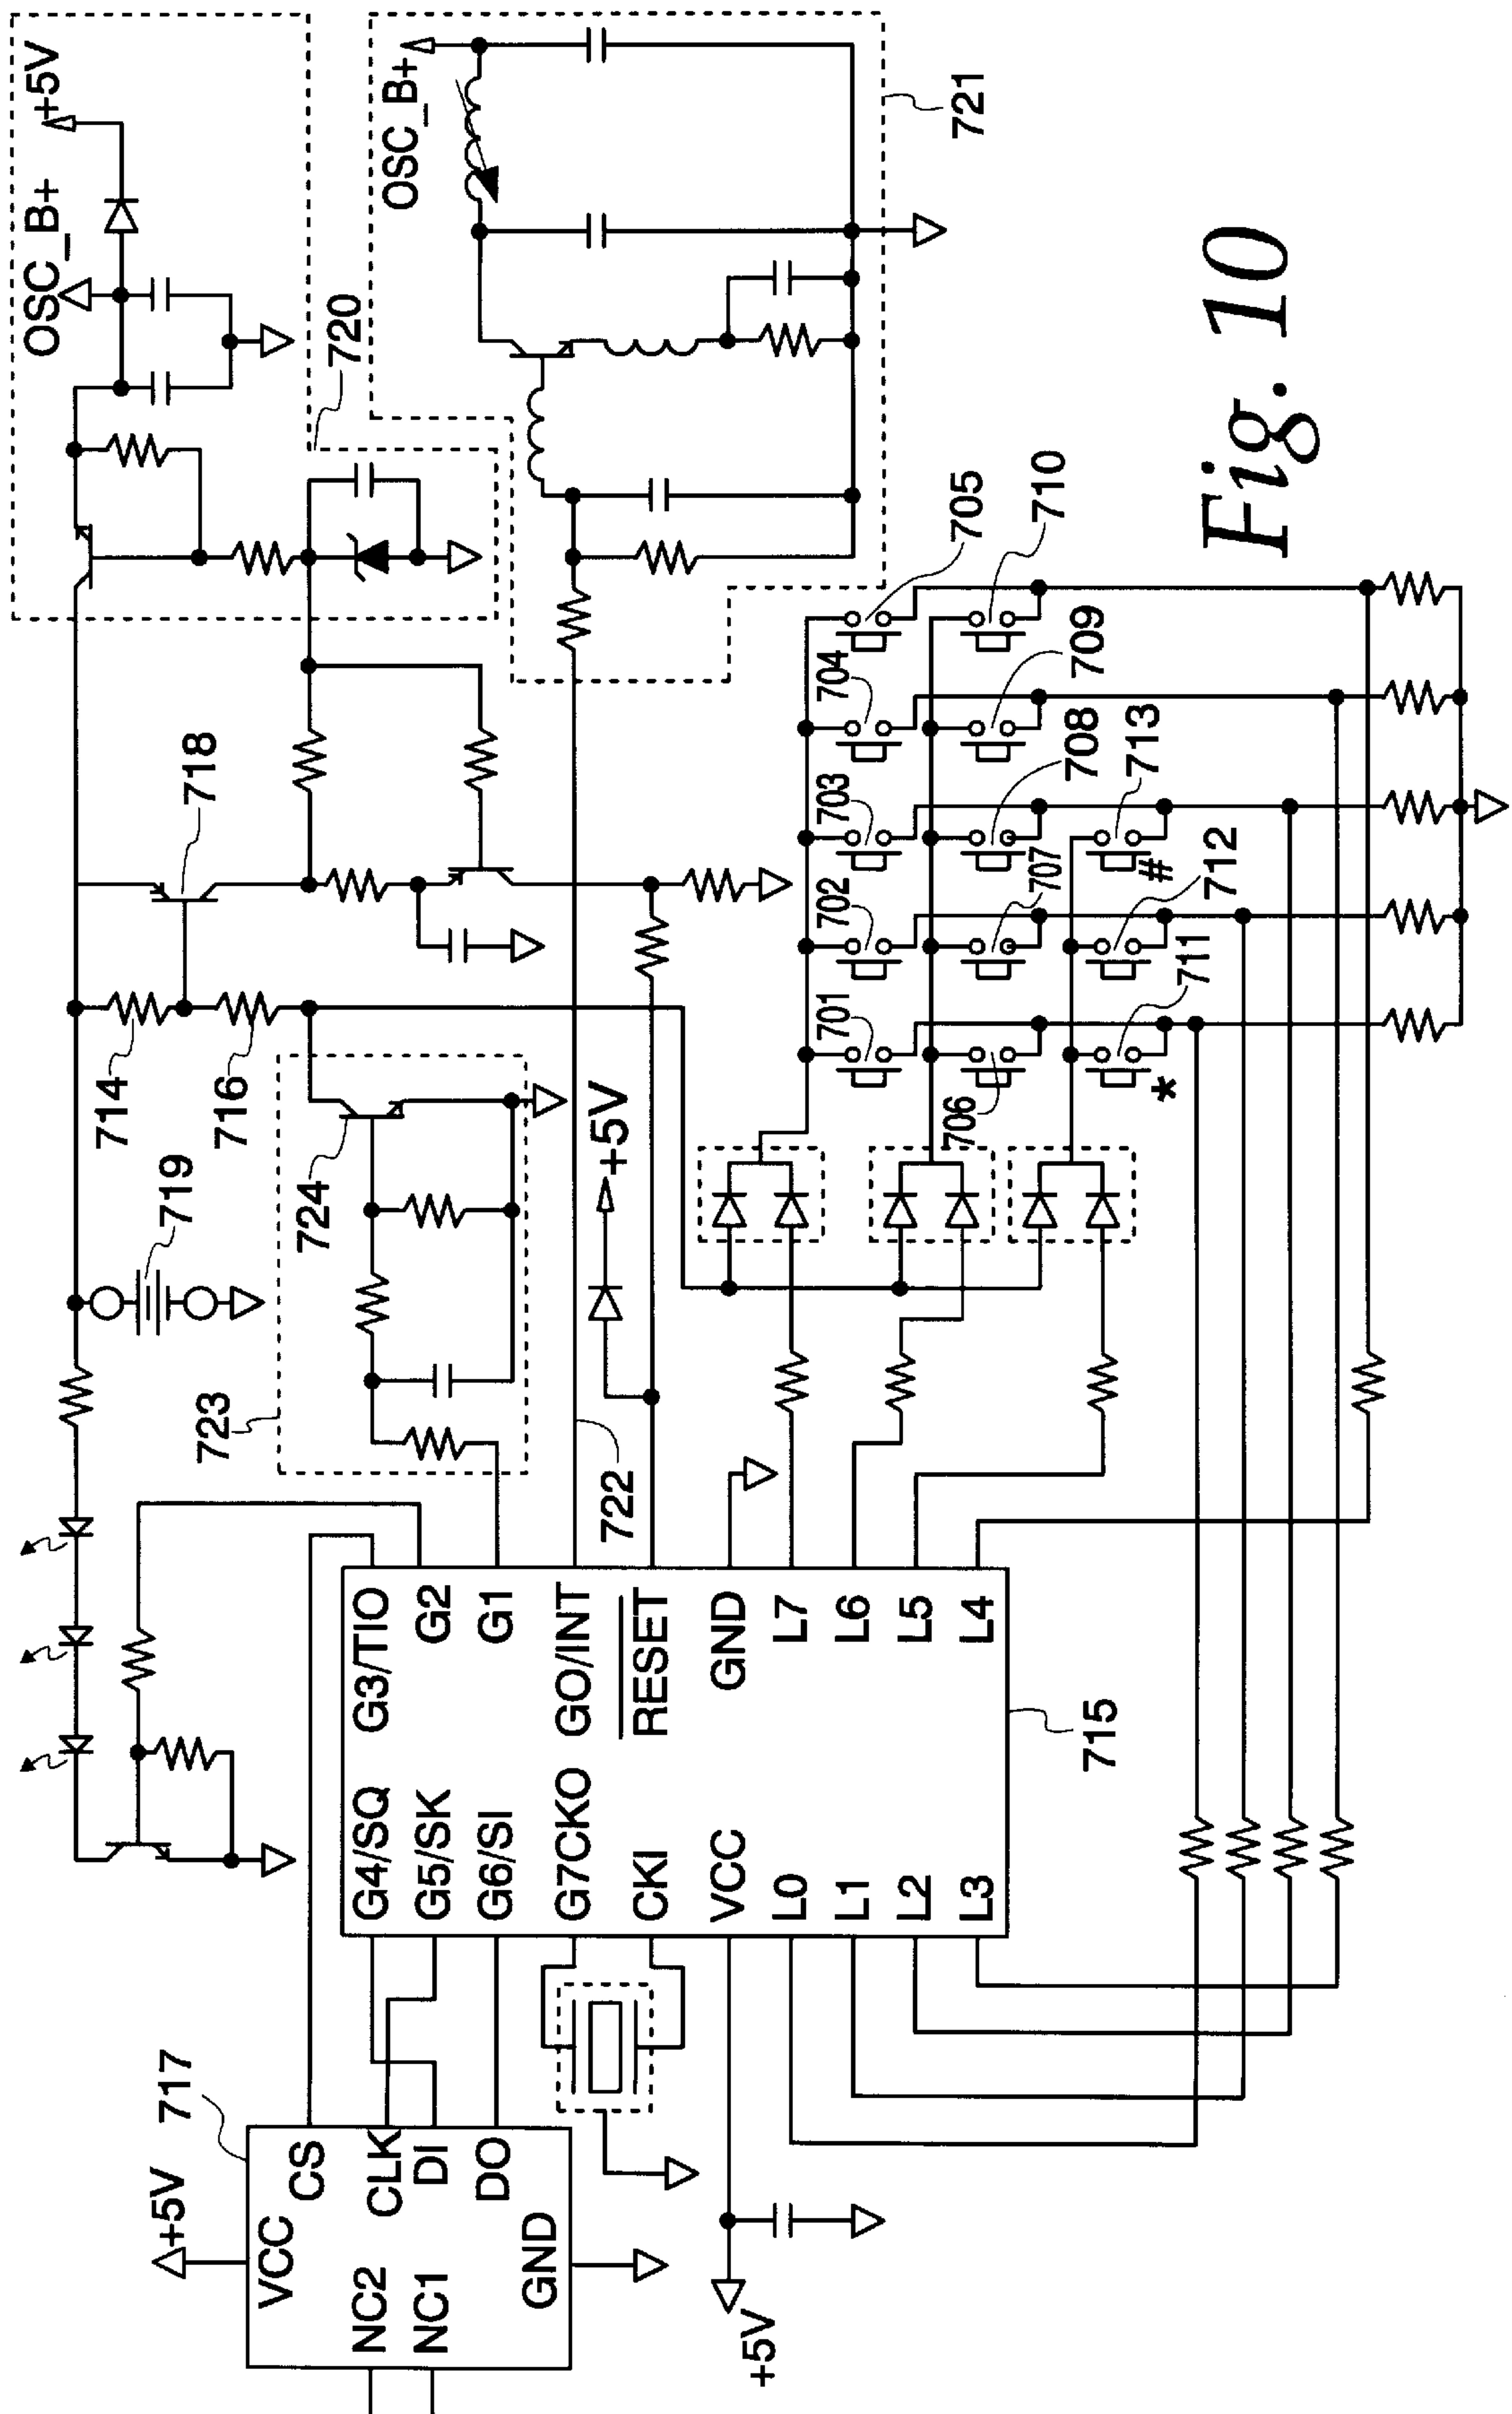 +5V
717
VCC
CS
NC2
CLK
NC1
DI
DO
GND
+5V
G4/SQ
G3/TIO
G5/SK
G2
G6/SI
G1
G7CKO
GO/INT
CKI
RESET
VCC
GND
L0
L7
L1
L6
L2
L5
L3
L4
715
723
722
719
724
714
716
718
+5V
OSC_B+
+5V
720
OSC_B+
721
701
702
703
704
705
706
707
708
709
710
*
711
#
712
713
Fig. 10